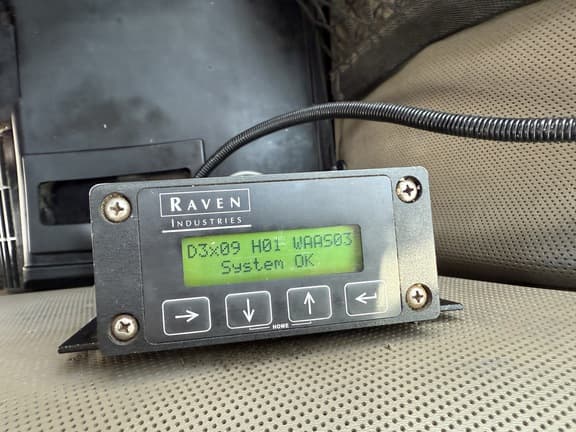 RAVEN
INDUSTRIES
D3x09 H01 WAAS03
System OK
HOME